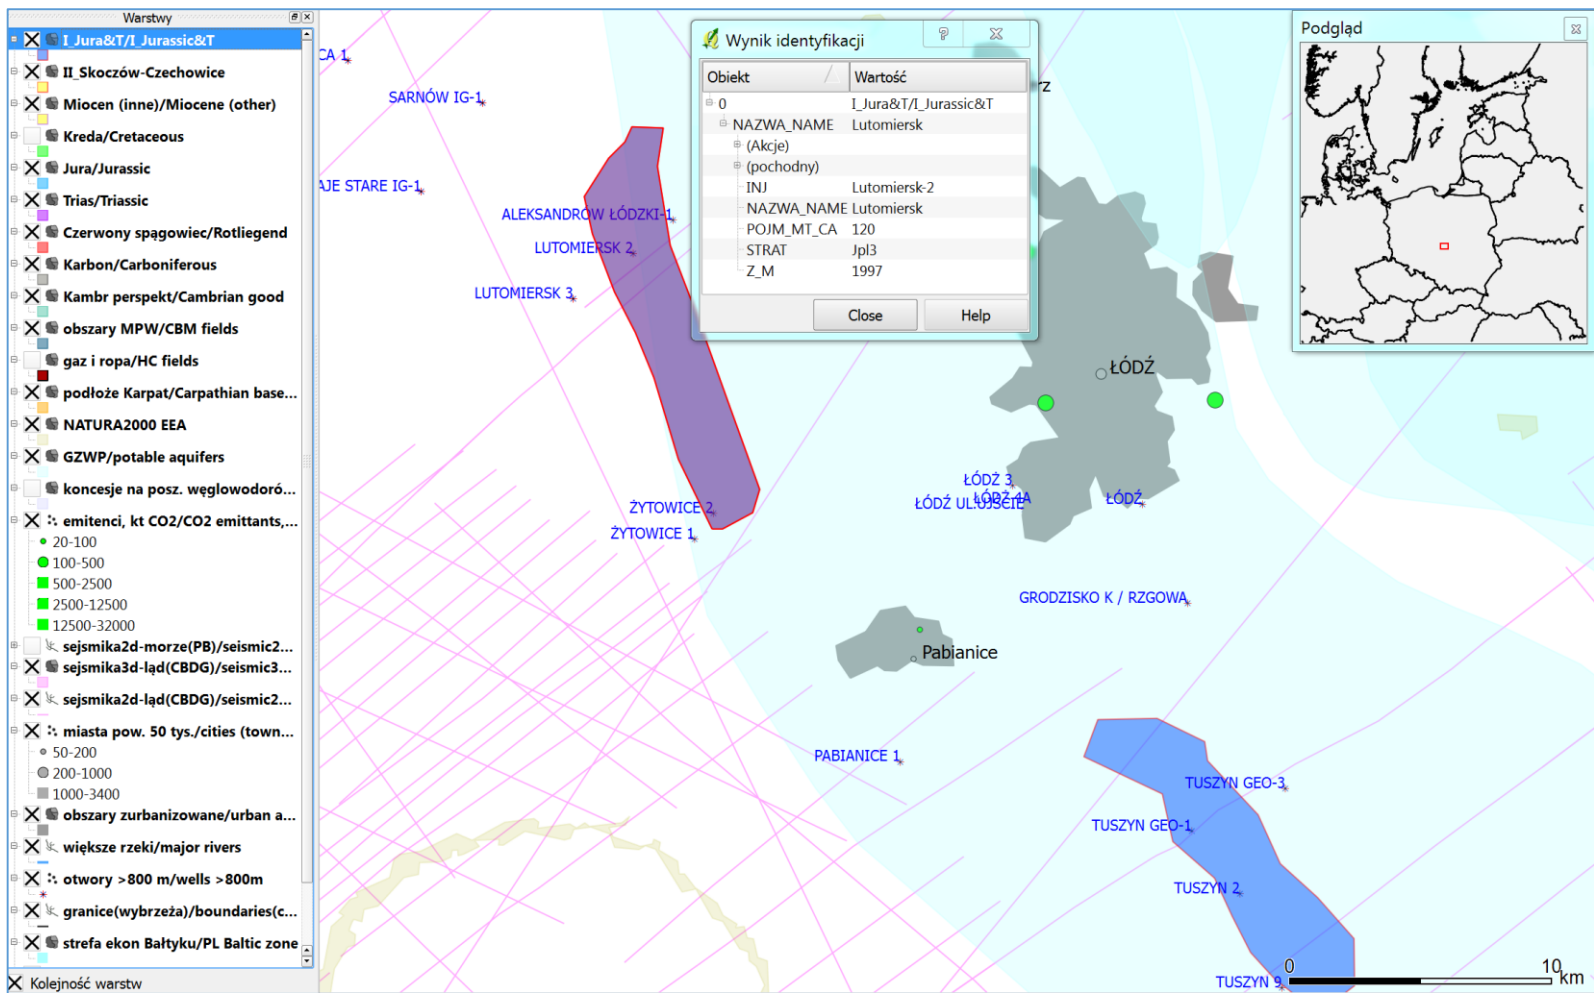 Warstwy
I_Jura&T/I_Jurassic&T
II_Skoczów-Czechowice
Miocen (inne)/Miocene (other)
Kreda/Cretaceous
Jura/Jurassic
Trias/Triassic
Czerwony spągowiec/Rotliegend
Karbon/Carboniferous
Kambr perspekt/Cambrian good
obszary MPW/CBM fields
gaz i ropa/HC fields
podłoże Karpat/Carpathian base...
NATURA2000 EEA
GZWP/potable aquifers
koncesje na posz. węglowodoró...
emitenci, kt CO2/CO2 emittants,...
20-100
100-500
500-2500
2500-12500
12500-32000
sejsmika2d-morze(PB)/seismic2...
sejsmika3d-ląd(CBDG)/seismic3...
sejsmika2d-ląd(CBDG)/seismic2...
miasta pow. 50 tys./cities (town...
50-200
200-1000
1000-3400
obszary zurbanizowane/urban a...
większe rzeki/major rivers
otwory >800 m/wells >800m
granice(wybrzeża)/boundaries(c...
strefa ekon Bałtyku/PL Baltic zone
Kolejność warstw
CA 1
SARNÓW IG-1
AJE STARE IG-1
ALEKSANDRÓW ŁÓDZKI-1
LUTOMIERSK 2
LUTOMIERSK 3
ŻYTOWICE 2
ŻYTOWICE 1
Wynik identyfikacji
Obiekt Wartość
0 I_Jura&T/I_Jurassic&T
NAZWA_NAME Lutomiersk
(Akcje)
(pochodny)
INJ Lutomiersk-2
NAZWA_NAME Lutomiersk
POJM_MT_CA 120
STRAT Jpl3
Z_M 1997
Close Help
rz
Podgląd
ŁÓDŹ
ŁÓDŹ 3
ŁÓDŹ 4A
ŁÓDŹ UL.UJŚCIE
ŁÓDŹ
GRODZISKO K / RZGOWA
Pabianice
PABIANICE 1
TUSZYN GEO-3
TUSZYN GEO-1
TUSZYN 2
TUSZYN 9
0 10
km